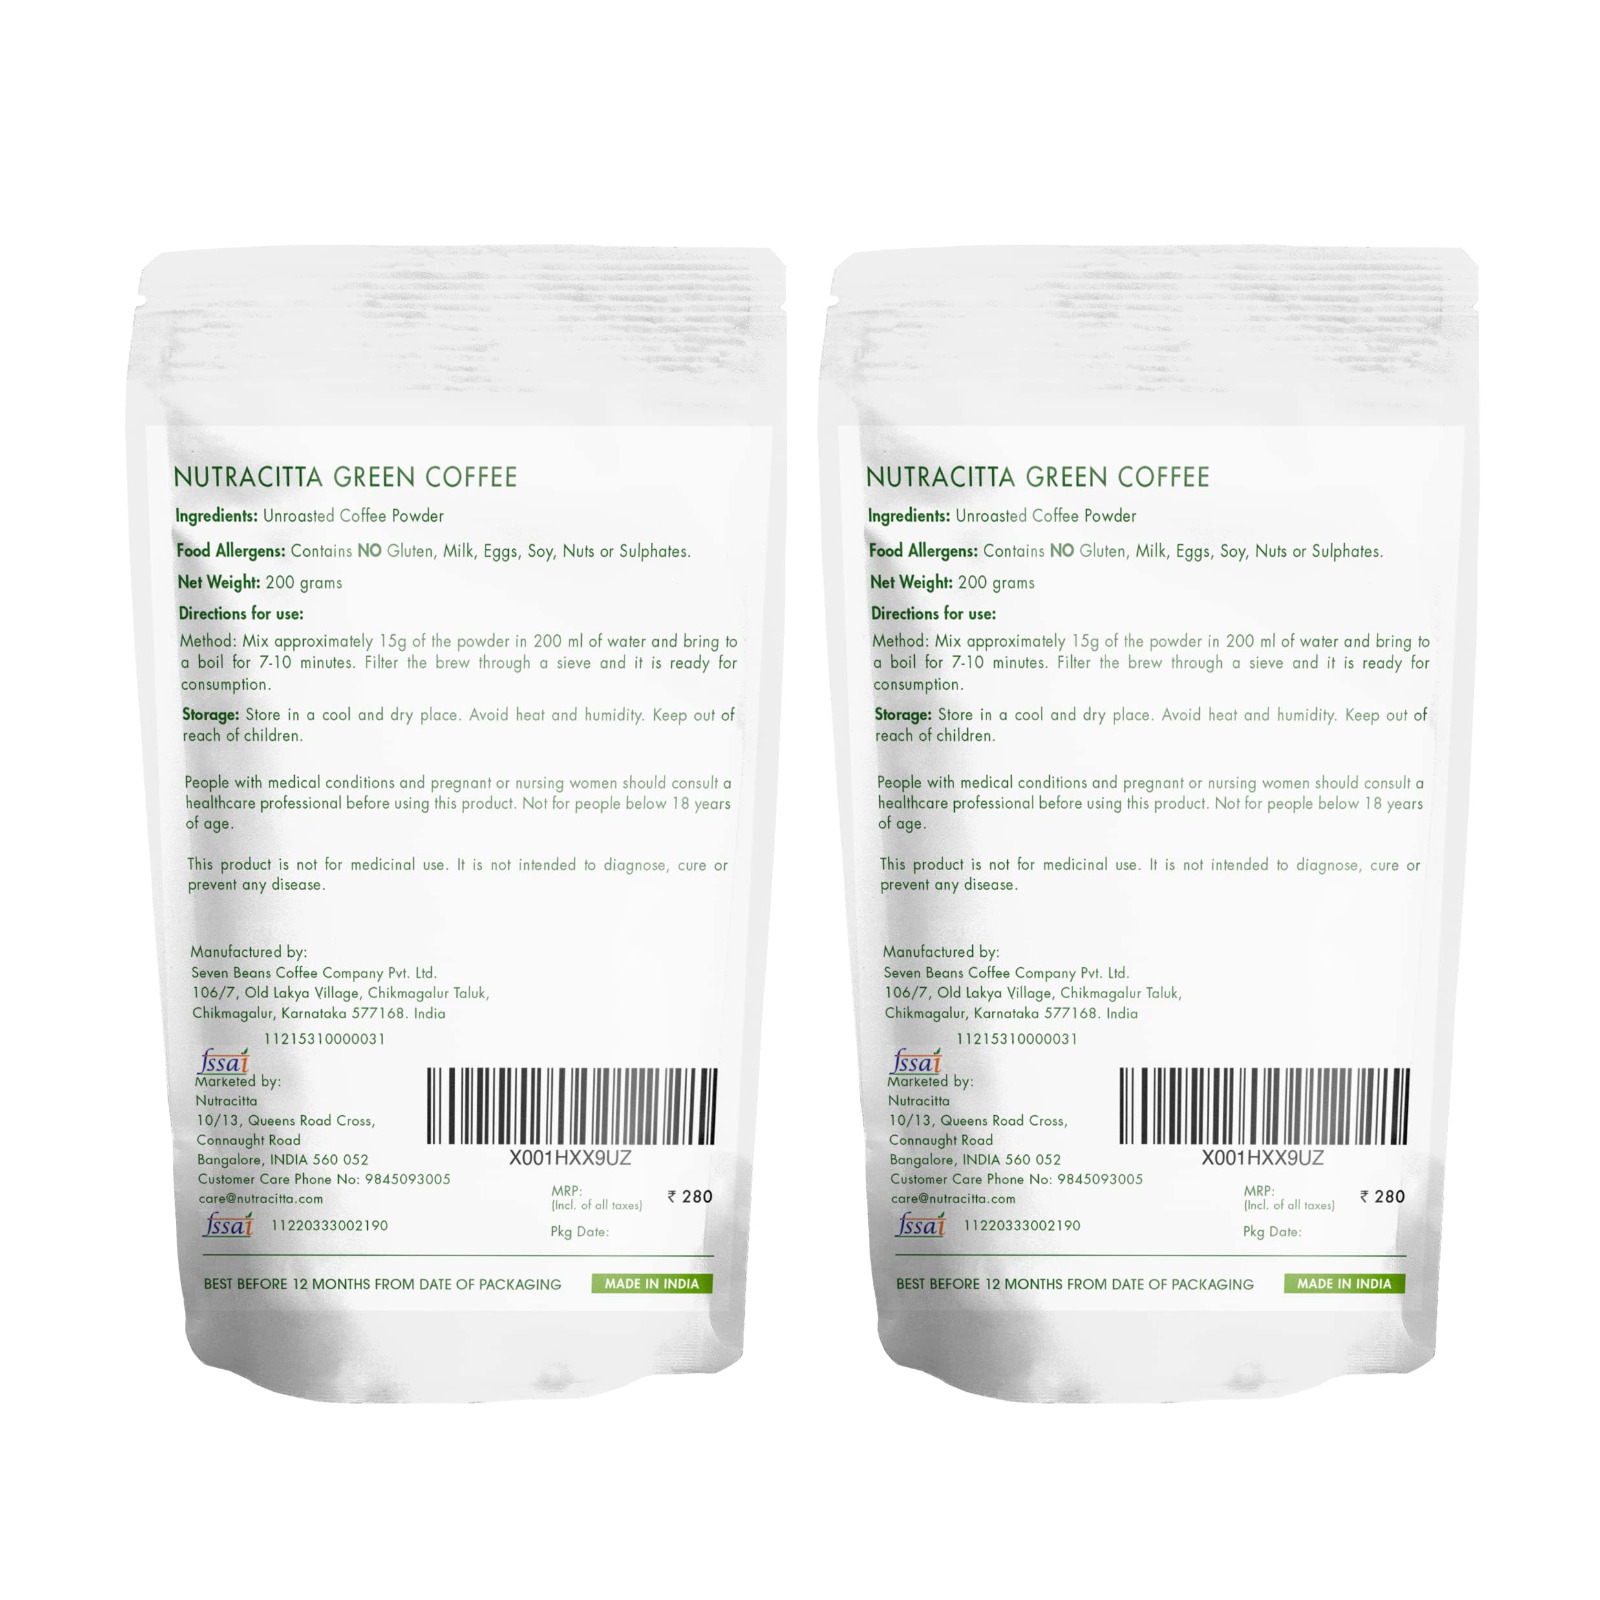 NUTRACITTA GREEN COFFEE
Ingredients: Unroasted Coffee Powder
Food Allergens: Contains NO Gluten, Milk, Eggs, Soy, Nuts or Sulphates.
Net Weight: 200 grams
Directions for use:
Method: Mix approximately 15g of the powder in 200 ml of water and bring to
a boil for 7-10 minutes. Filter the brew through a sieve and it is ready for
consumption.
Storage: Store in a cool and dry place. Avoid heat and humidity. Keep out of
reach of children.
People with medical conditions and pregnant or nursing women should consult a
healthcare professional before using this product. Not for people below 18 years
of age.
This product is not for medicinal use. It is not intended to diagnose, cure or
prevent any disease.
Manufactured by:
Seven Beans Coffee Company Pvt. Ltd.
106/7, Old Lakya Village, Chikmagalur Taluk,
Chikmagalur, Karnataka 577168. India
11215310000031
fssai
Marketed by:
Nutracitta
10/13, Queens Road Cross,
Connaught Road
Bangalore, INDIA 560 052
Customer Care Phone No: 9845093005
care@nutracitta.com
fssai 11220333002190
X001HXX9UZ
MRP: ₹ 280
(Incl. of all taxes)
Pkg Date:
BEST BEFORE 12 MONTHS FROM DATE OF PACKAGING MADE IN INDIA
NUTRACITTA GREEN COFFEE
Ingredients: Unroasted Coffee Powder
Food Allergens: Contains NO Gluten, Milk, Eggs, Soy, Nuts or Sulphates.
Net Weight: 200 grams
Directions for use:
Method: Mix approximately 15g of the powder in 200 ml of water and bring to
a boil for 7-10 minutes. Filter the brew through a sieve and it is ready for
consumption.
Storage: Store in a cool and dry place. Avoid heat and humidity. Keep out of
reach of children.
People with medical conditions and pregnant or nursing women should consult a
healthcare professional before using this product. Not for people below 18 years
of age.
This product is not for medicinal use. It is not intended to diagnose, cure or
prevent any disease.
Manufactured by:
Seven Beans Coffee Company Pvt. Ltd.
106/7, Old Lakya Village, Chikmagalur Taluk,
Chikmagalur, Karnataka 577168. India
11215310000031
fssai
Marketed by:
Nutracitta
10/13, Queens Road Cross,
Connaught Road
Bangalore, INDIA 560 052
Customer Care Phone No: 9845093005
care@nutracitta.com
fssai 11220333002190
X001HXX9UZ
MRP: ₹ 280
(Incl. of all taxes)
Pkg Date:
BEST BEFORE 12 MONTHS FROM DATE OF PACKAGING MADE IN INDIA